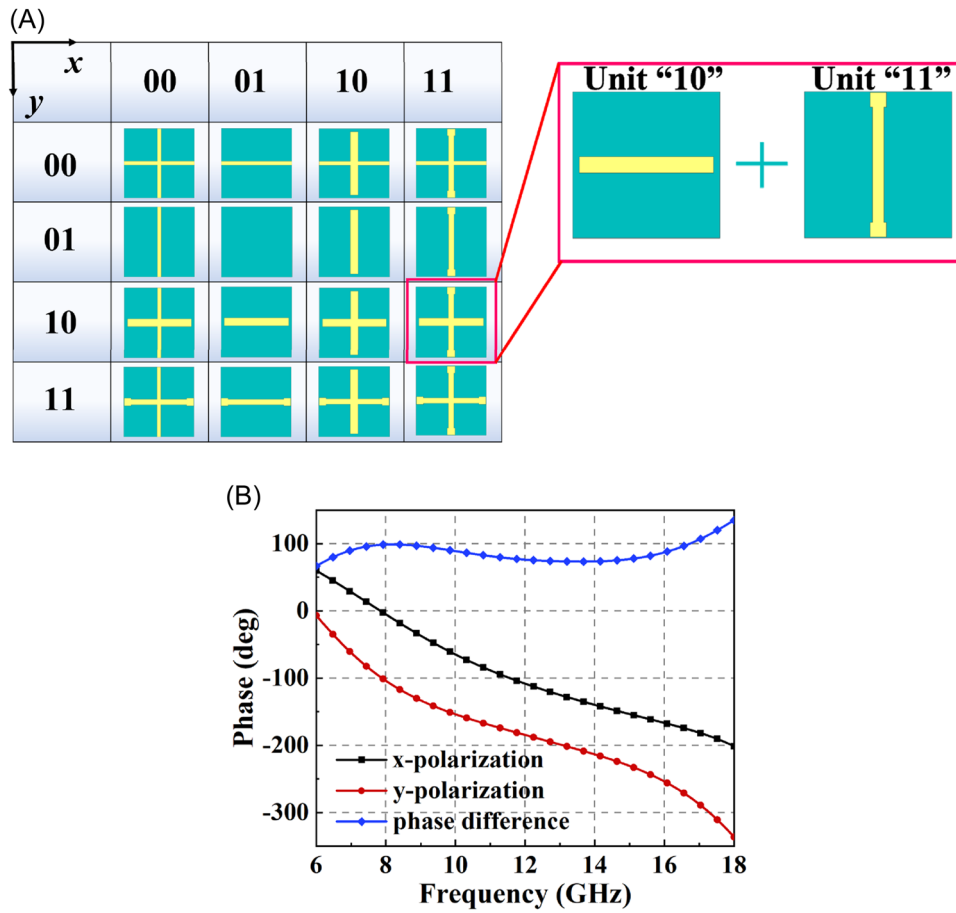 (A)
x
y
00 01 10 11
00
01
10
11
Unit “10” Unit “11”
+
(B)
Phase (deg)
100
0
-100
-200
-300
x-polarization
y-polarization
phase difference
6 8 10 12 14 16 18
Frequency (GHz)